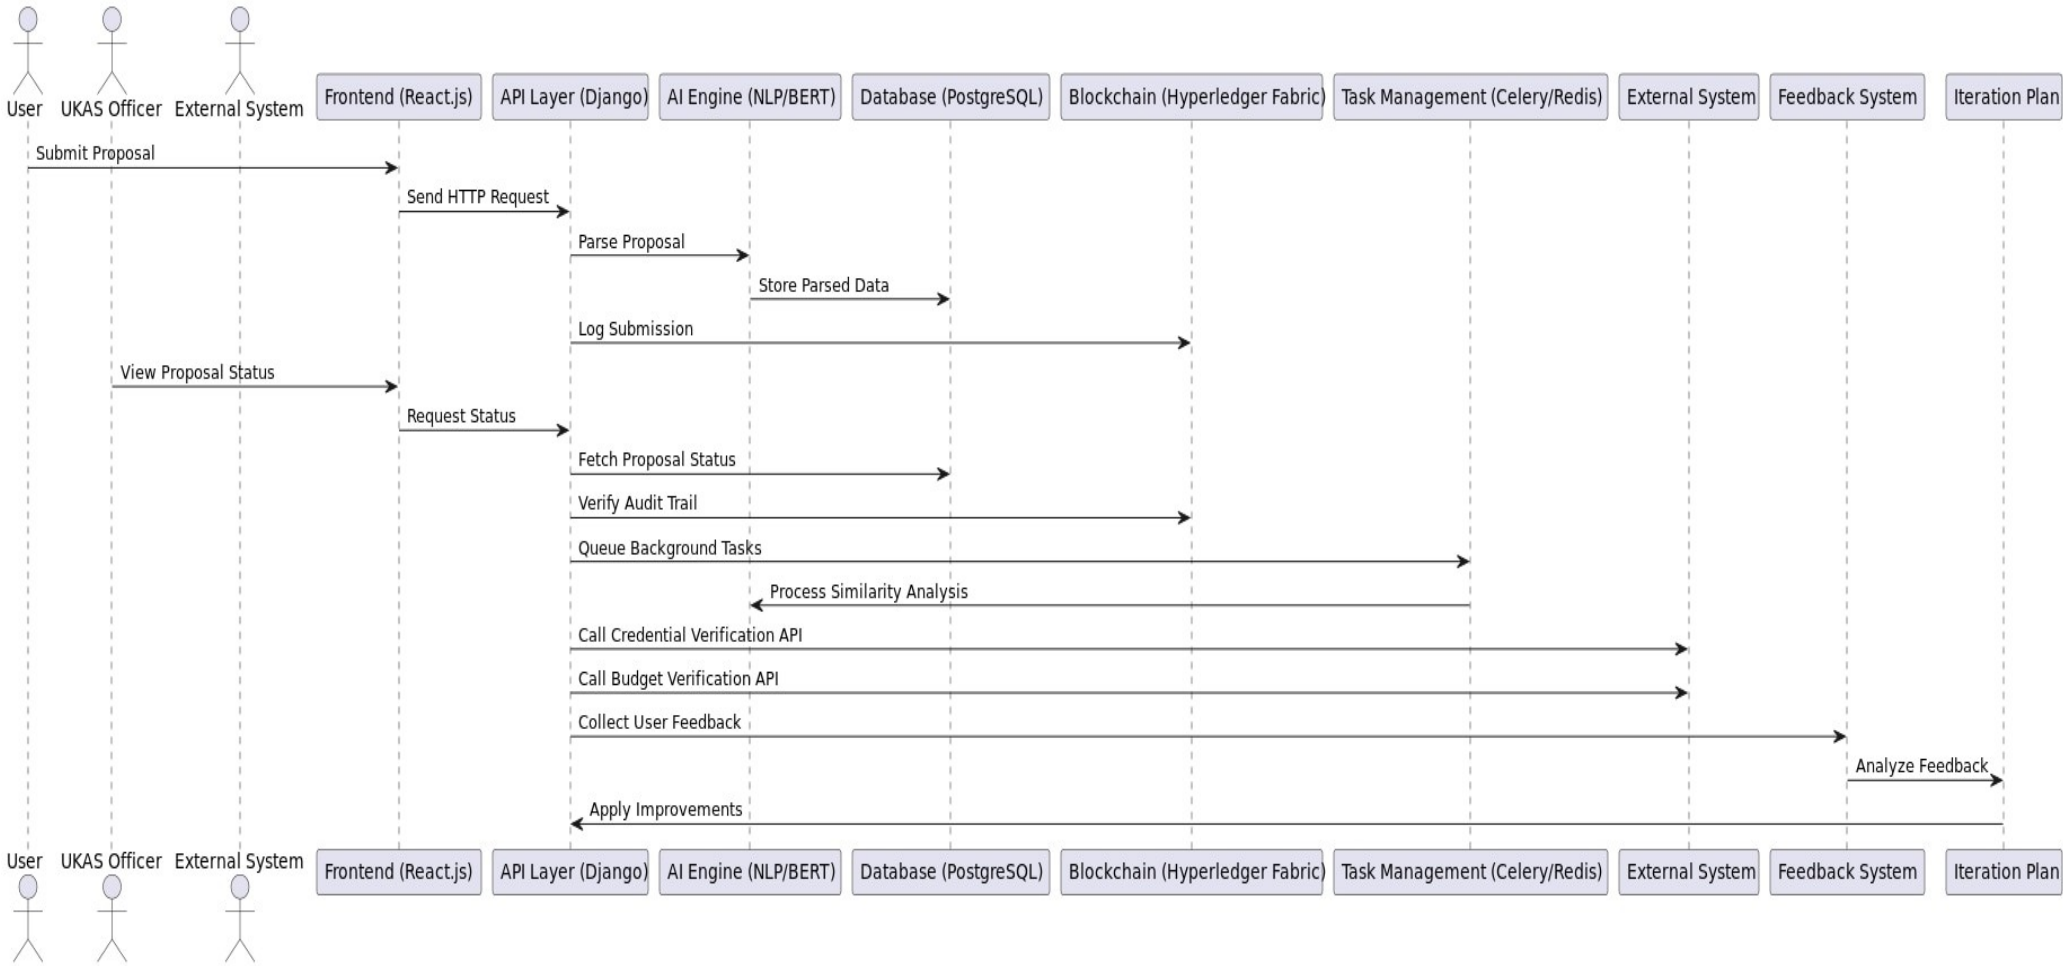 User
UKAS Officer
External System
Frontend (React.js)
API Layer (Django)
AI Engine (NLP/BERT)
Database (PostgreSQL)
Blockchain (Hyperledger Fabric)
Task Management (Celery/Redis)
External System
Feedback System
Iteration Plan
Submit Proposal
Send HTTP Request
Parse Proposal
Store Parsed Data
Log Submission
View Proposal Status
Request Status
Fetch Proposal Status
Verify Audit Trail
Queue Background Tasks
Process Similarity Analysis
Call Credential Verification API
Call Budget Verification API
Collect User Feedback
Analyze Feedback
Apply Improvements
User
UKAS Officer
External System
Frontend (React.js)
API Layer (Django)
AI Engine (NLP/BERT)
Database (PostgreSQL)
Blockchain (Hyperledger Fabric)
Task Management (Celery/Redis)
External System
Feedback System
Iteration Plan